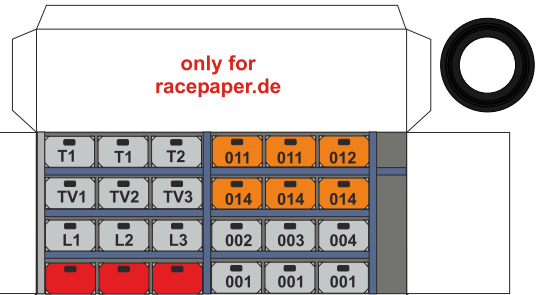 only for
racepaper.de
T1 T1 T2 011 011 012
TV1 TV2 TV3 014 014 014
L1 L2 L3 002 003 004
001 001 001